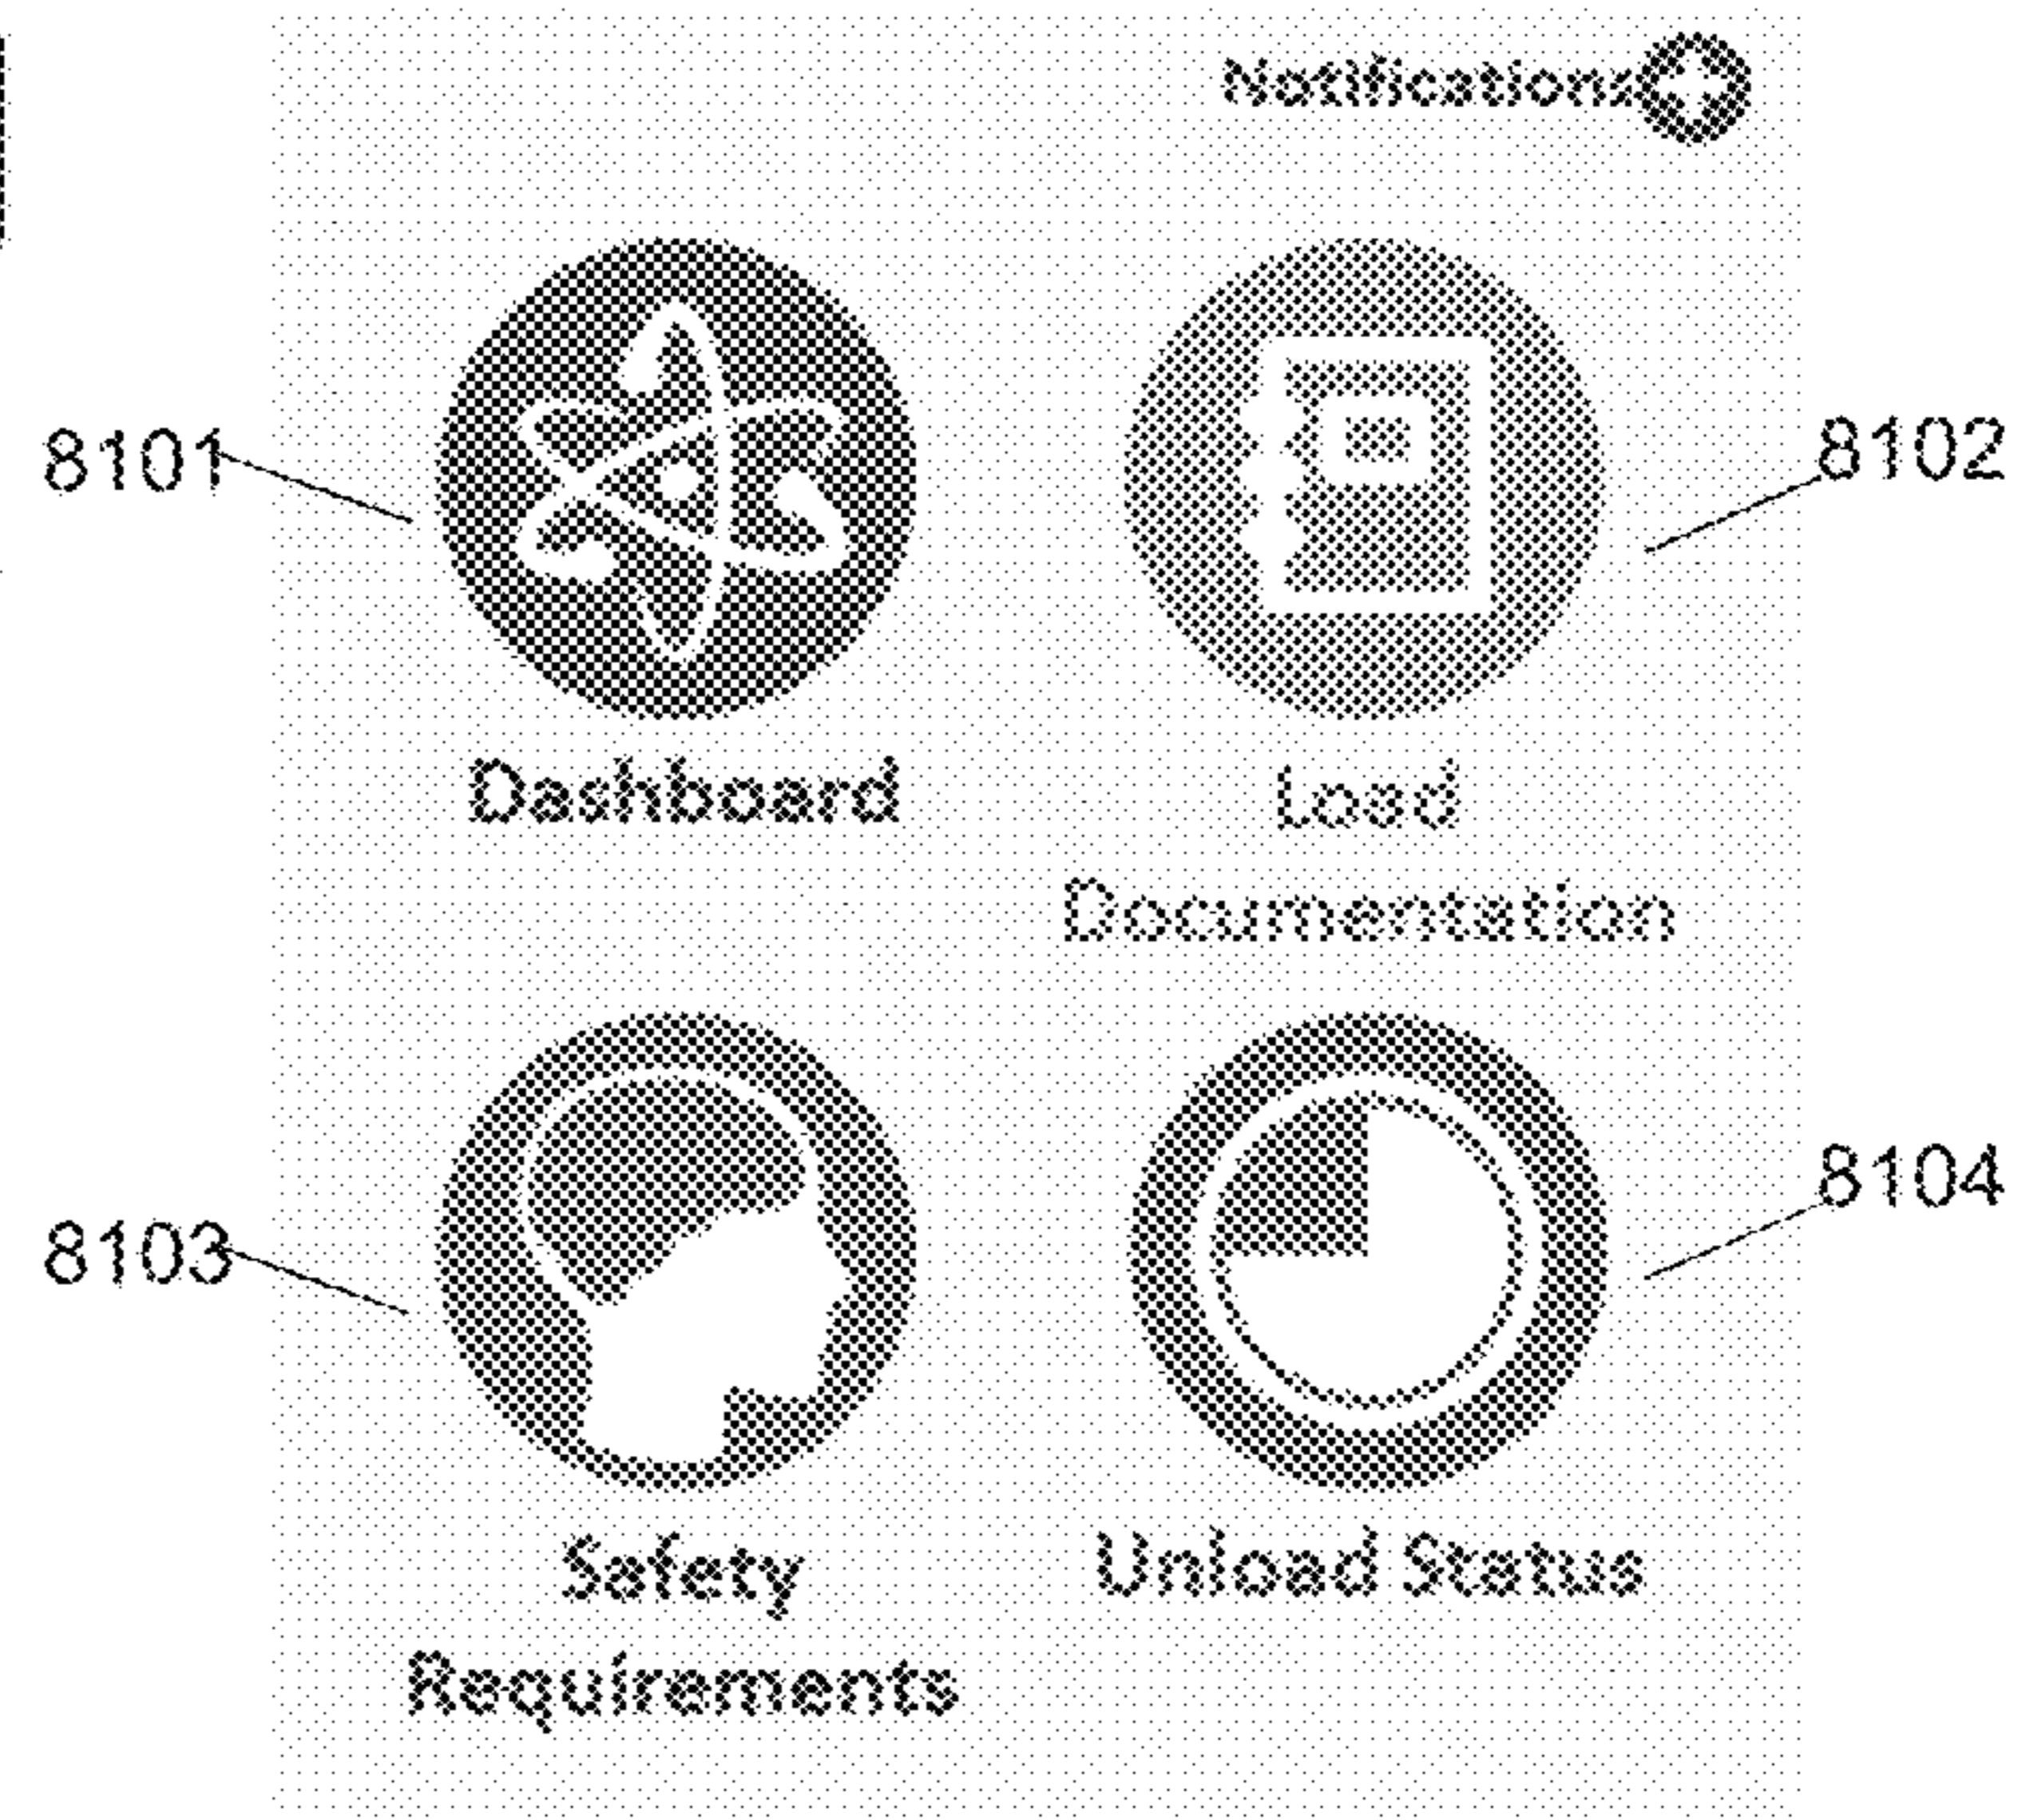 Notifications
8101
8102
Dashboard
Load
Documentation
8103
8104
Safety
Requirements
Unload Status